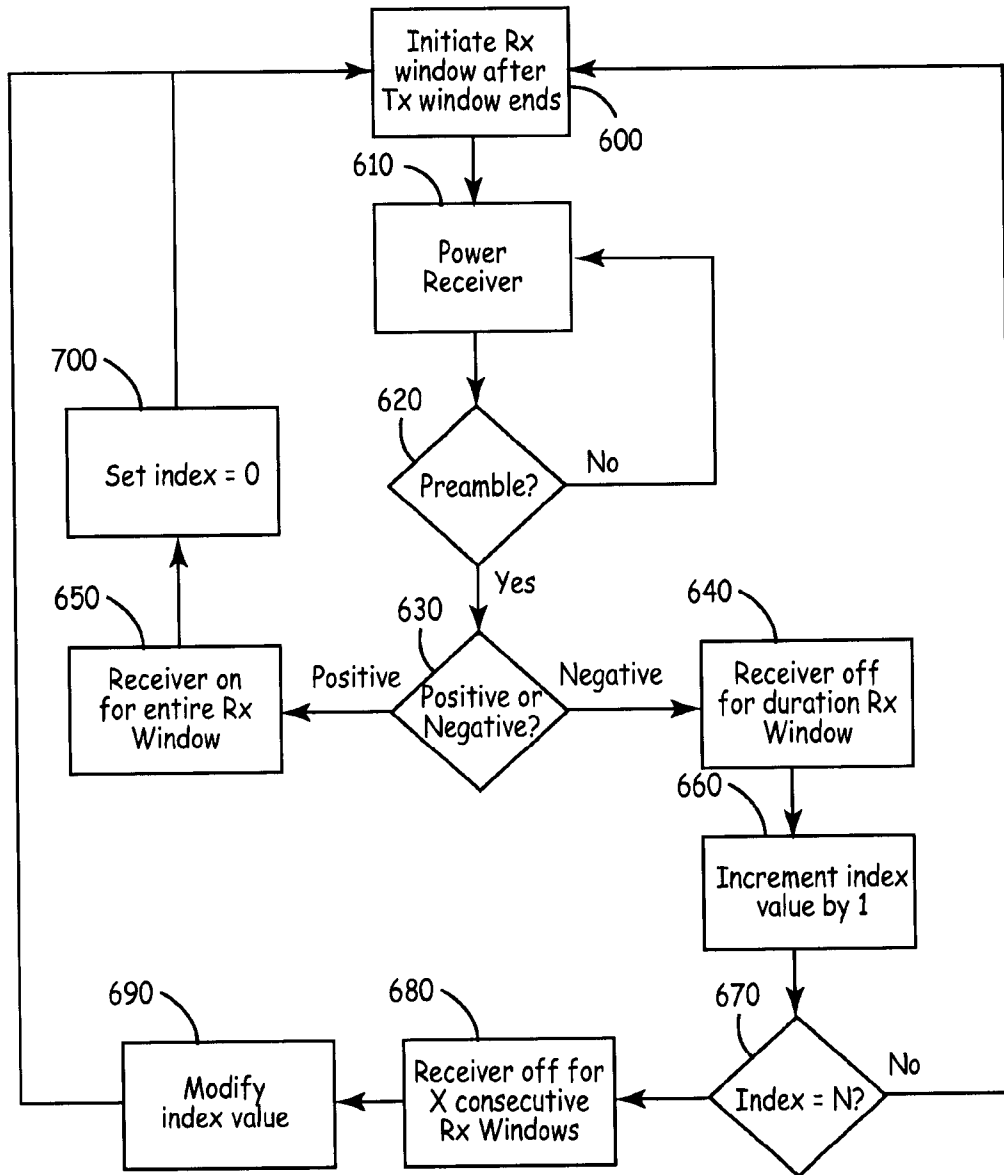 Initiate Rx
window after
Tx window ends
600
610
Power
Receiver
700
Set index = 0
620
Preamble?
No
Yes
650
Receiver on
for entire Rx
Window
Positive
630
Positive or
Negative?
Negative
640
Receiver off
for duration Rx
Window
660
Increment index
value by 1
690
Modify
index value
680
Receiver off for
X consecutive
Rx Windows
670
Index = N?
No